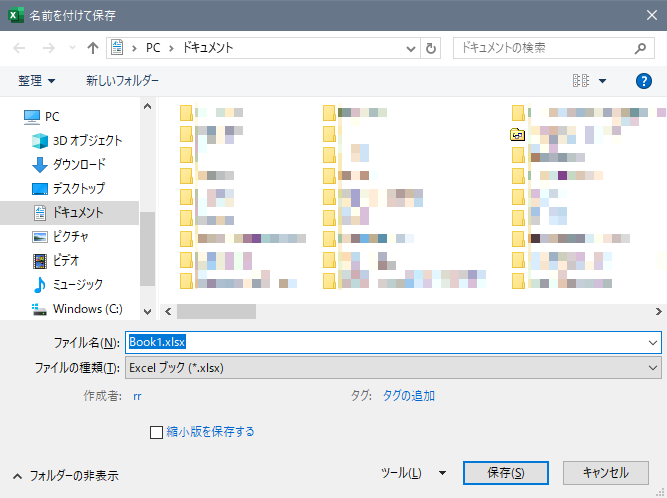 名前を付けて保存
PC ドキュメント ドキュメントの検索
整理 新しいフォルダー
PC
3D オブジェクト
ダウンロード
デスクトップ
ドキュメント
ピクチャ
ビデオ
ミュージック
Windows (C:)
ファイル名(N): Book1.xlsx
ファイルの種類(T): Excel ブック (*.xlsx)
作成者: rr タグ: タグの追加
縮小版を保存する
フォルダーの非表示 ツール(L) 保存(S) キャンセル